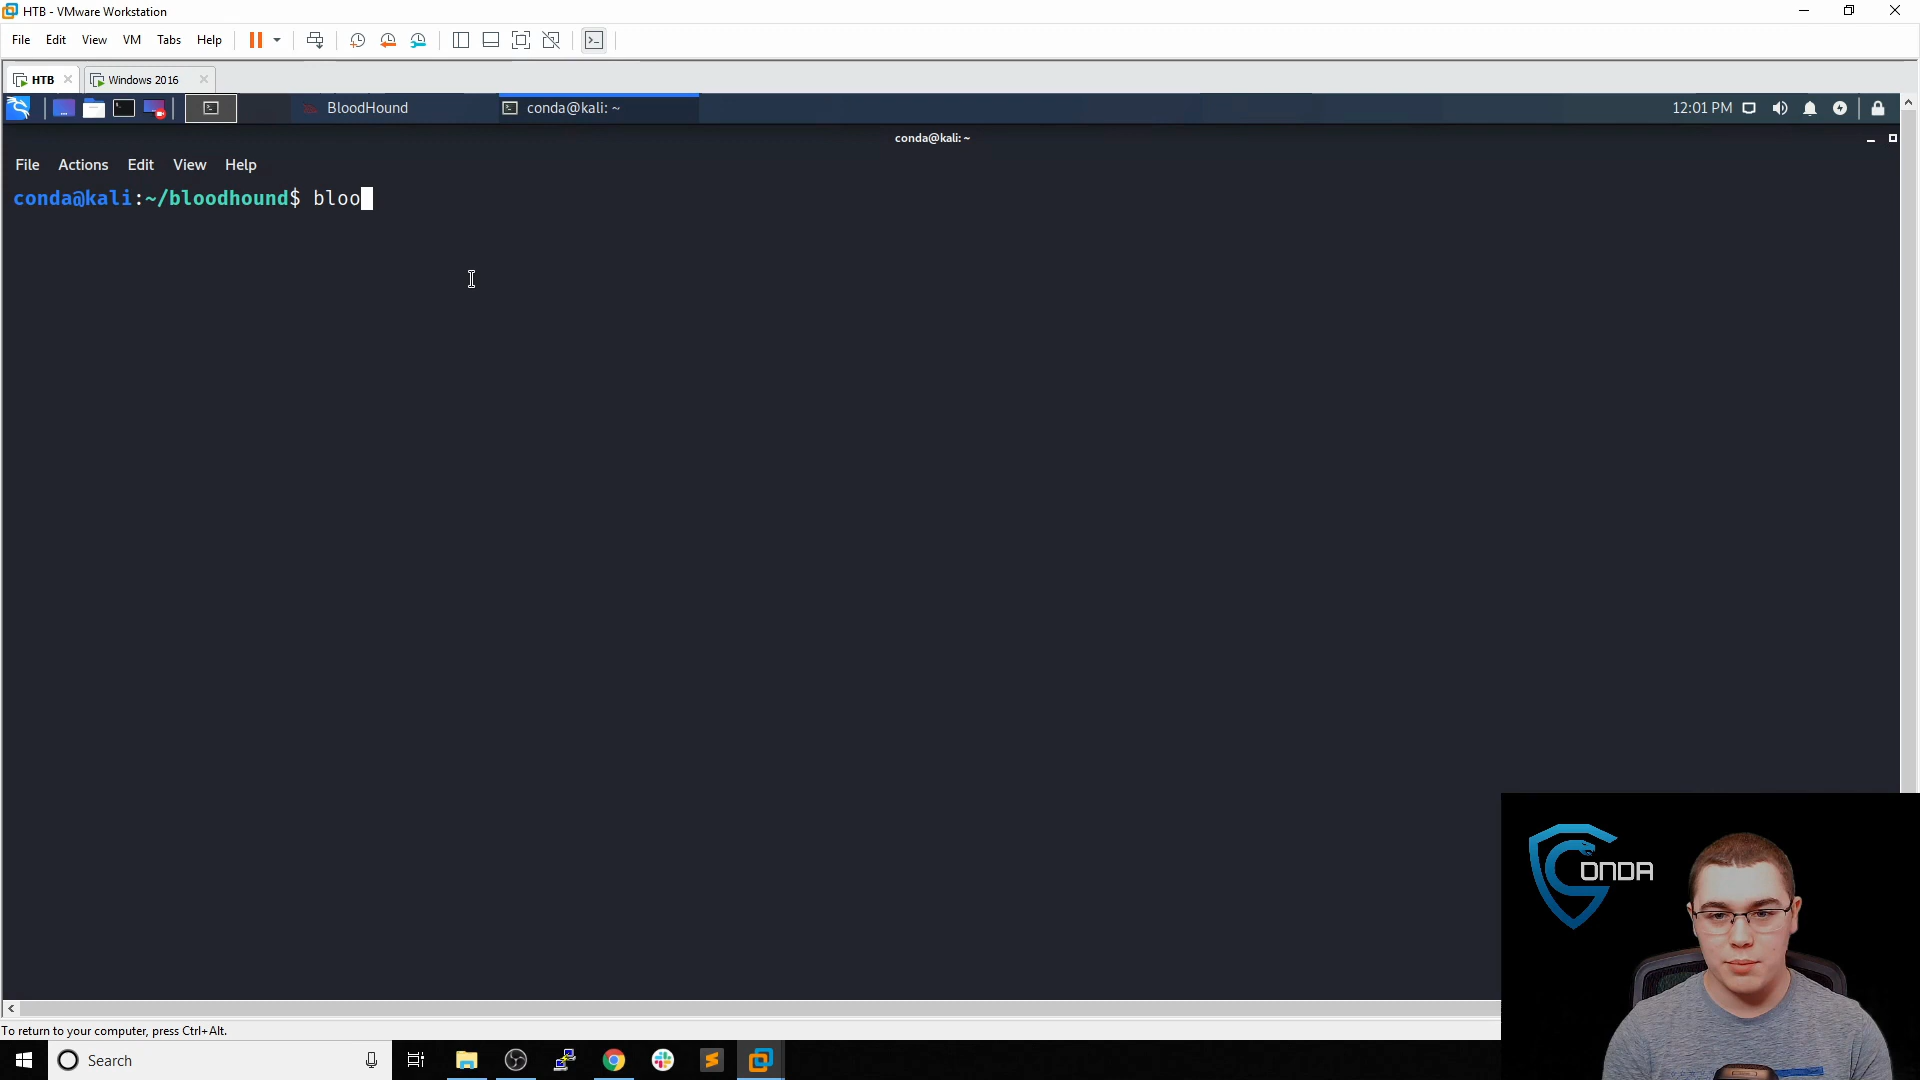 HTB - VMware Workstation
File Edit View VM Tabs Help
HTB Windows 2016
BloodHound conda@kali: ~ 12:01 PM
conda@kali: ~
File Actions Edit View Help
conda@kali:~/bloodhound$ bloo
CONDA
To return to your computer, press Ctrl+Alt.
Search